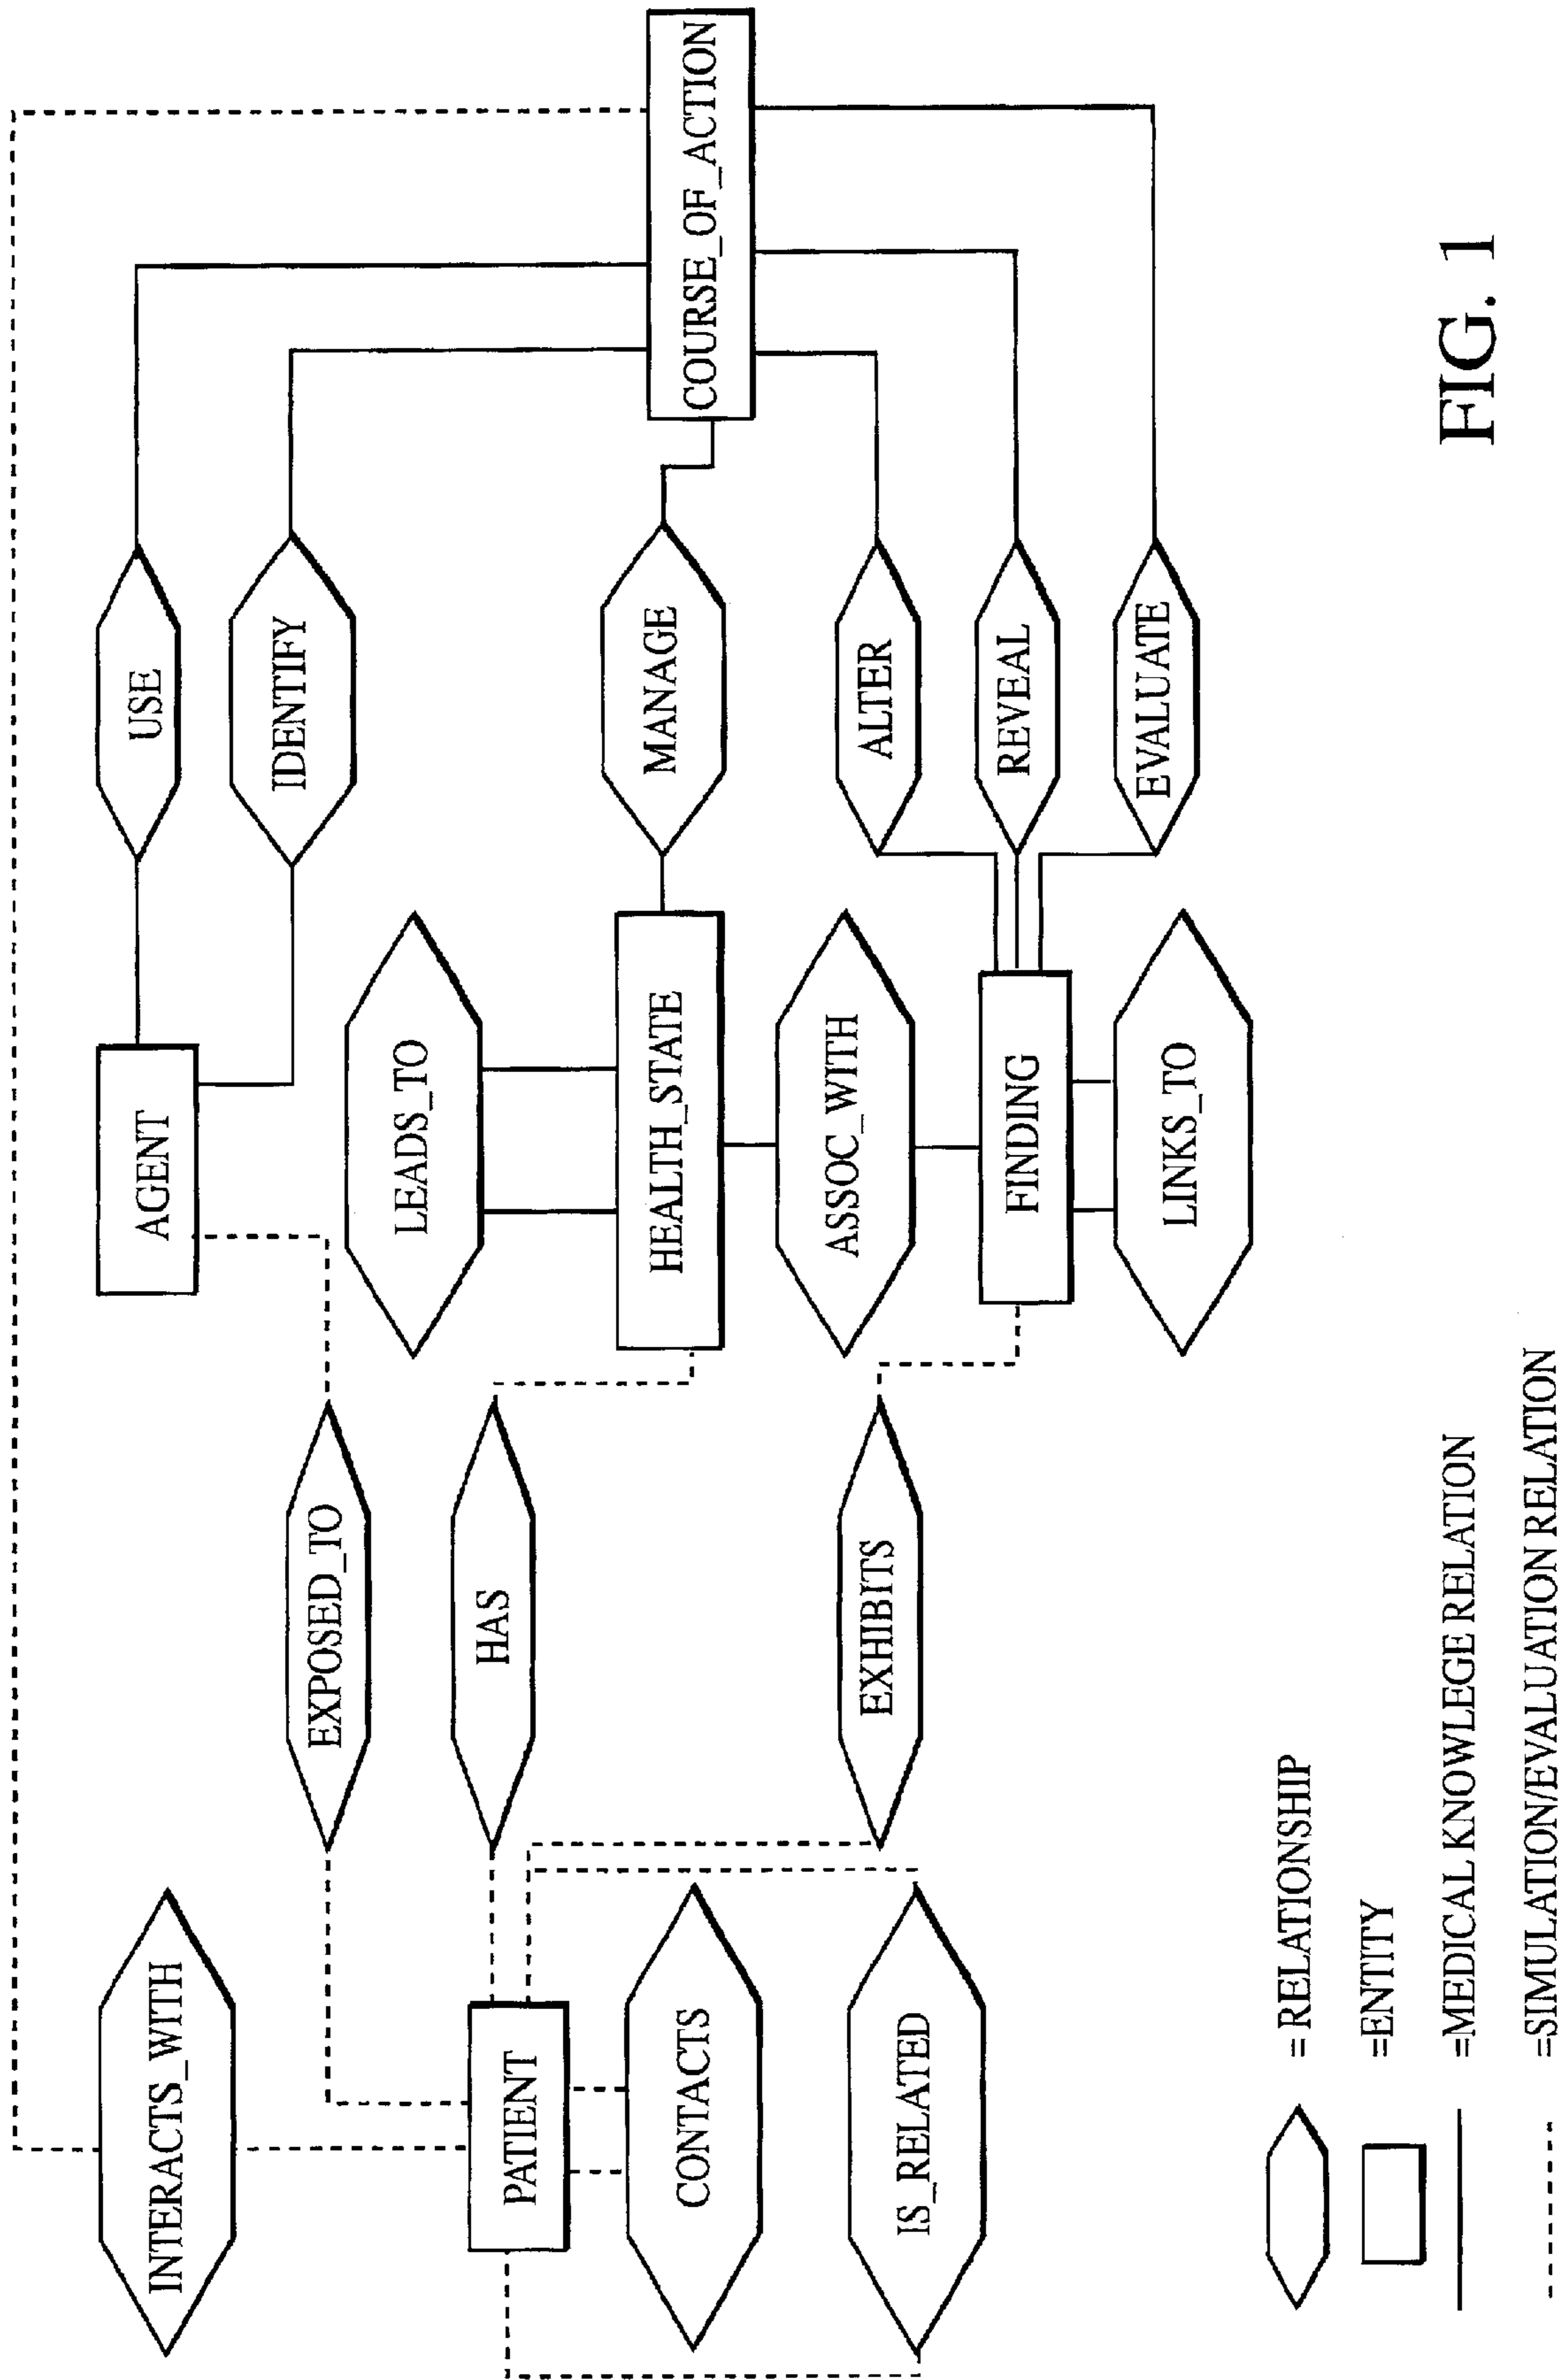 INTERACTS_WITH
USE
AGENT
IDENTIFY
EXPOSED_TO
LEADS_TO
HAS
PATIENT
HEALTH_STATE
MANAGE
COURSE_OF_ACTION
CONTACTS
ASSOC_WITH
ALTER
EXHIBITS
IS_RELATED
FINDING
REVEAL
LINKS_TO
EVALUATE
= RELATIONSHIP
=ENTITY
=MEDICAL KNOWLEGE RELATION
=SIMULATION/EVALUATION RELATION
FIG. 1